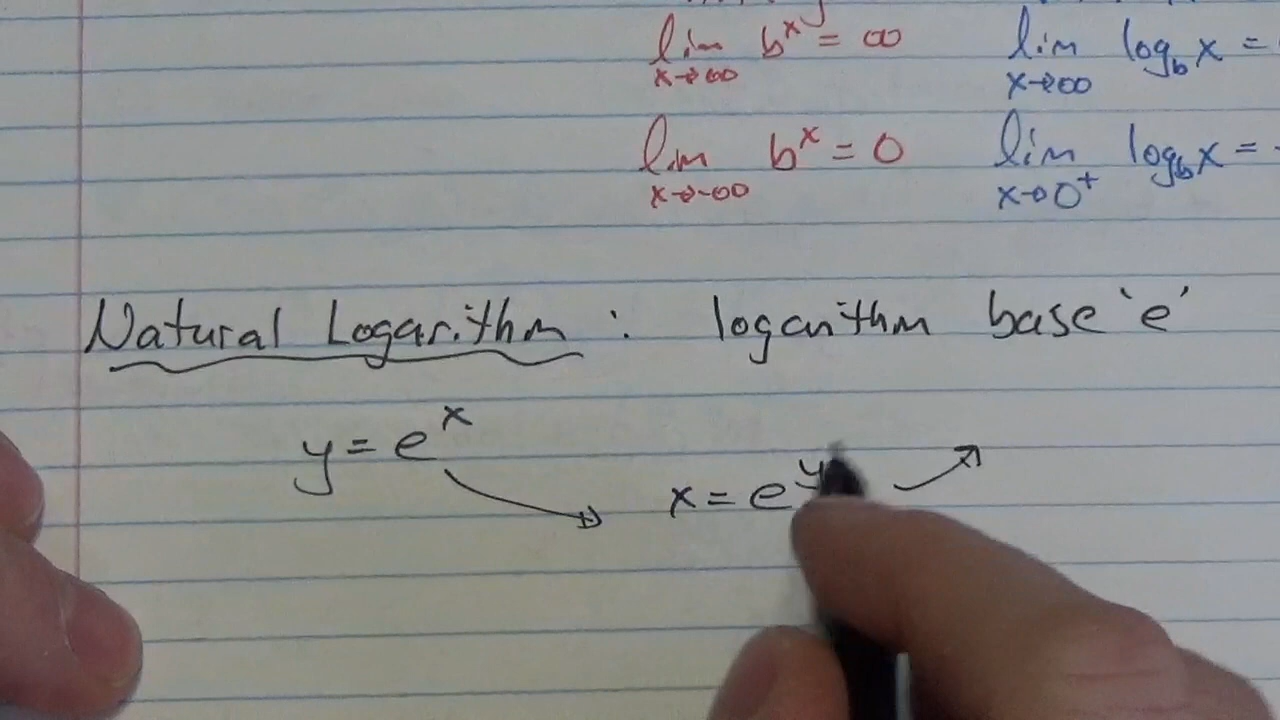 lim b^x = ∞ lim log_b x =
x→∞ x→∞
lim b^x = 0 lim log_b x = -
x→-∞ x→0⁺
Natural Logarithm : logarithm base 'e'
y = e^x
x = e^y